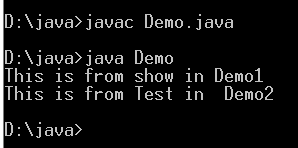 D:\java>javac Demo.java
D:\java>java Demo
This is from show in Demo1
This is from Test in  Demo2
D:\java>